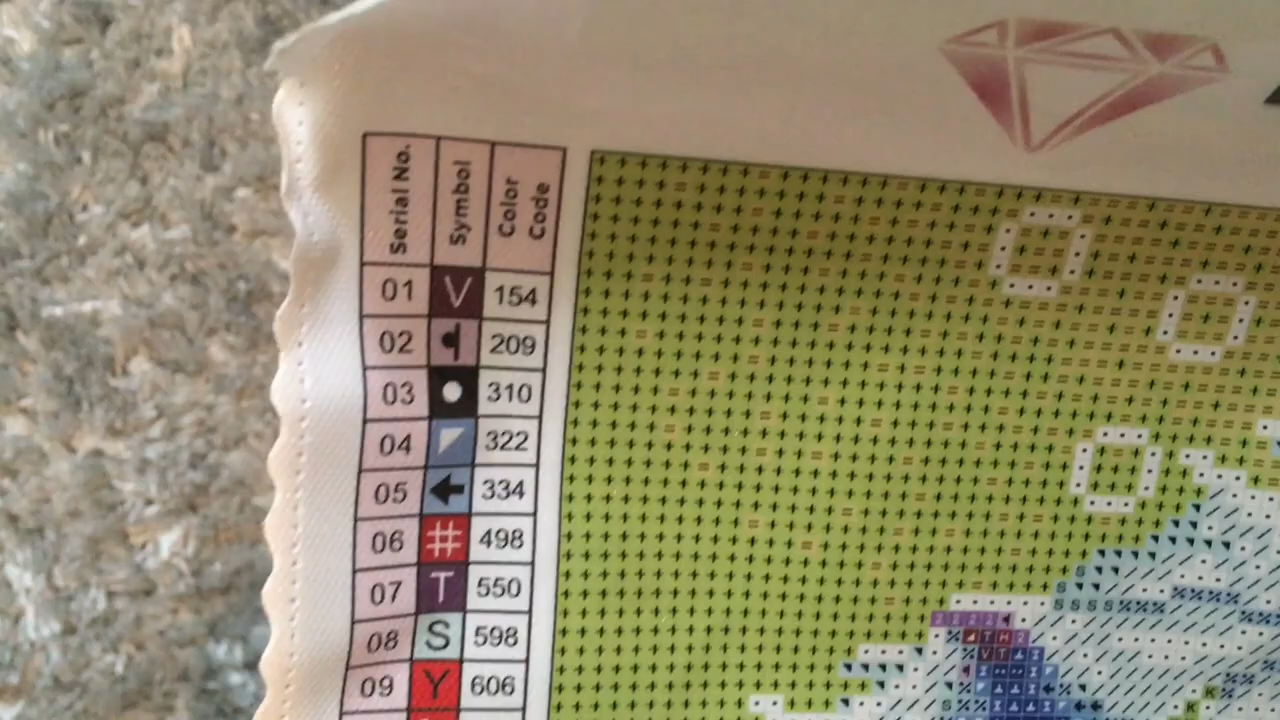 Serial No. Symbol Color Code
01 V 154
02 209
03 310
04 322
05 334
06 # 498
07 T 550
08 S 598
09 Y 606